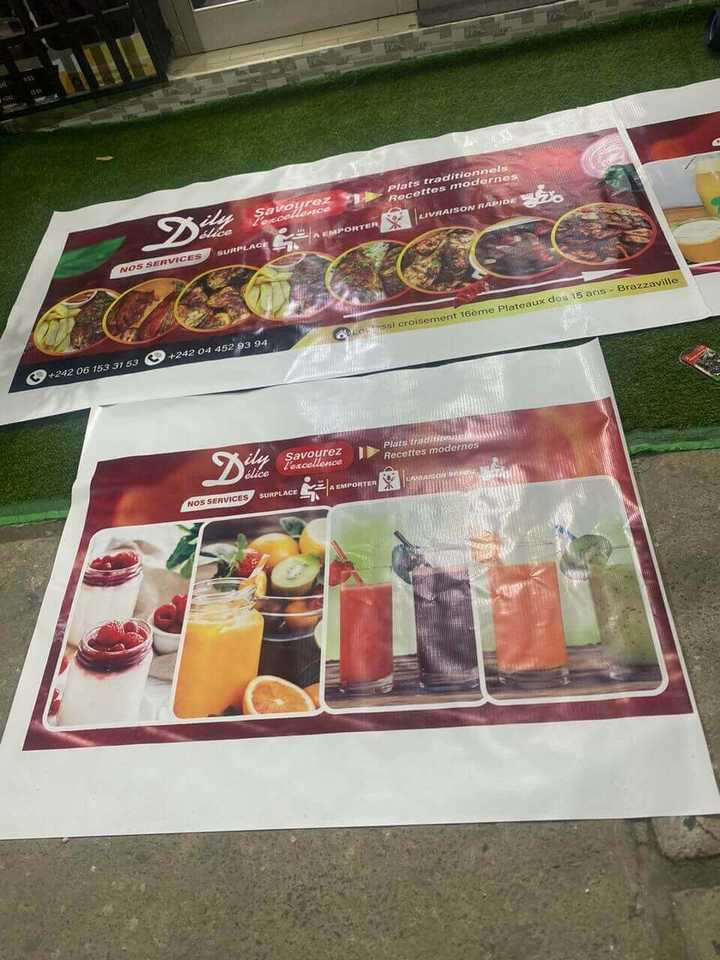 Dily
Délice
Savourez
l'excellence
Plats traditionnels
Recettes modernes
NOS SERVICES
SURPLACE
A EMPORTER
LIVRAISON RAPIDE
+242 06 153 31 53
+242 04 452 93 94
croisement 16ème Plateaux des 15 ans - Brazzaville
Dily
Délice
Savourez
l'excellence
Plats traditionnels
Recettes modernes
NOS SERVICES
SURPLACE
A EMPORTER
LIVRAISON RAPIDE